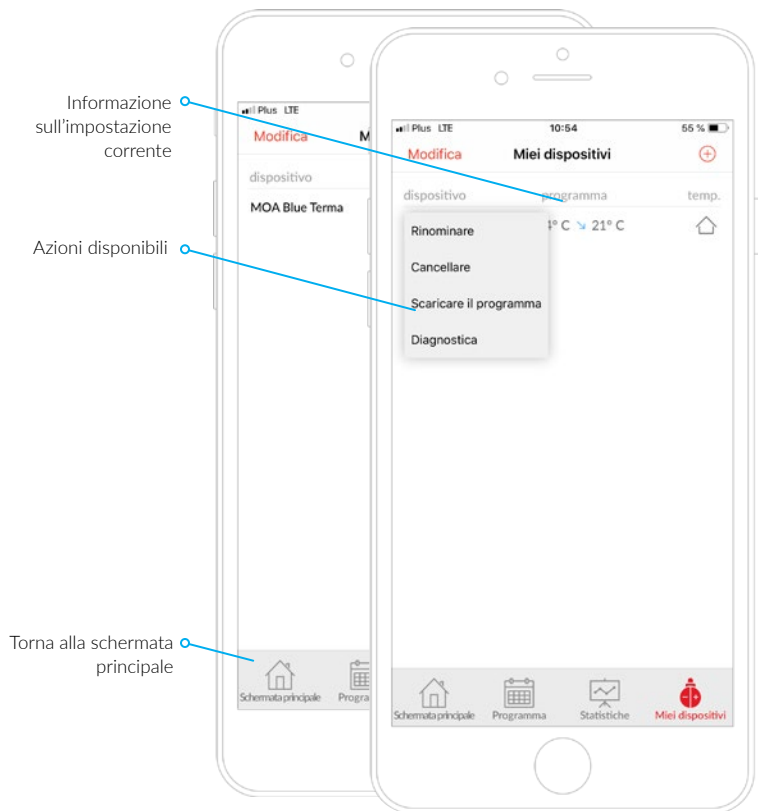 Informazione
sull'impostazione
corrente
Azioni disponibili
Torna alla schermata
principale
Plus LTE
Modifica
dispositivo
MOA Blue Terma
Schermata principale
Plus LTE 10:54 55 %
Modifica Miei dispositivi
dispositivo programma temp.
° C ↘ 21° C
Rinominare
Cancellare
Scaricare il programma
Diagnostica
Schermata principale Programma Statistiche Miei dispositivi